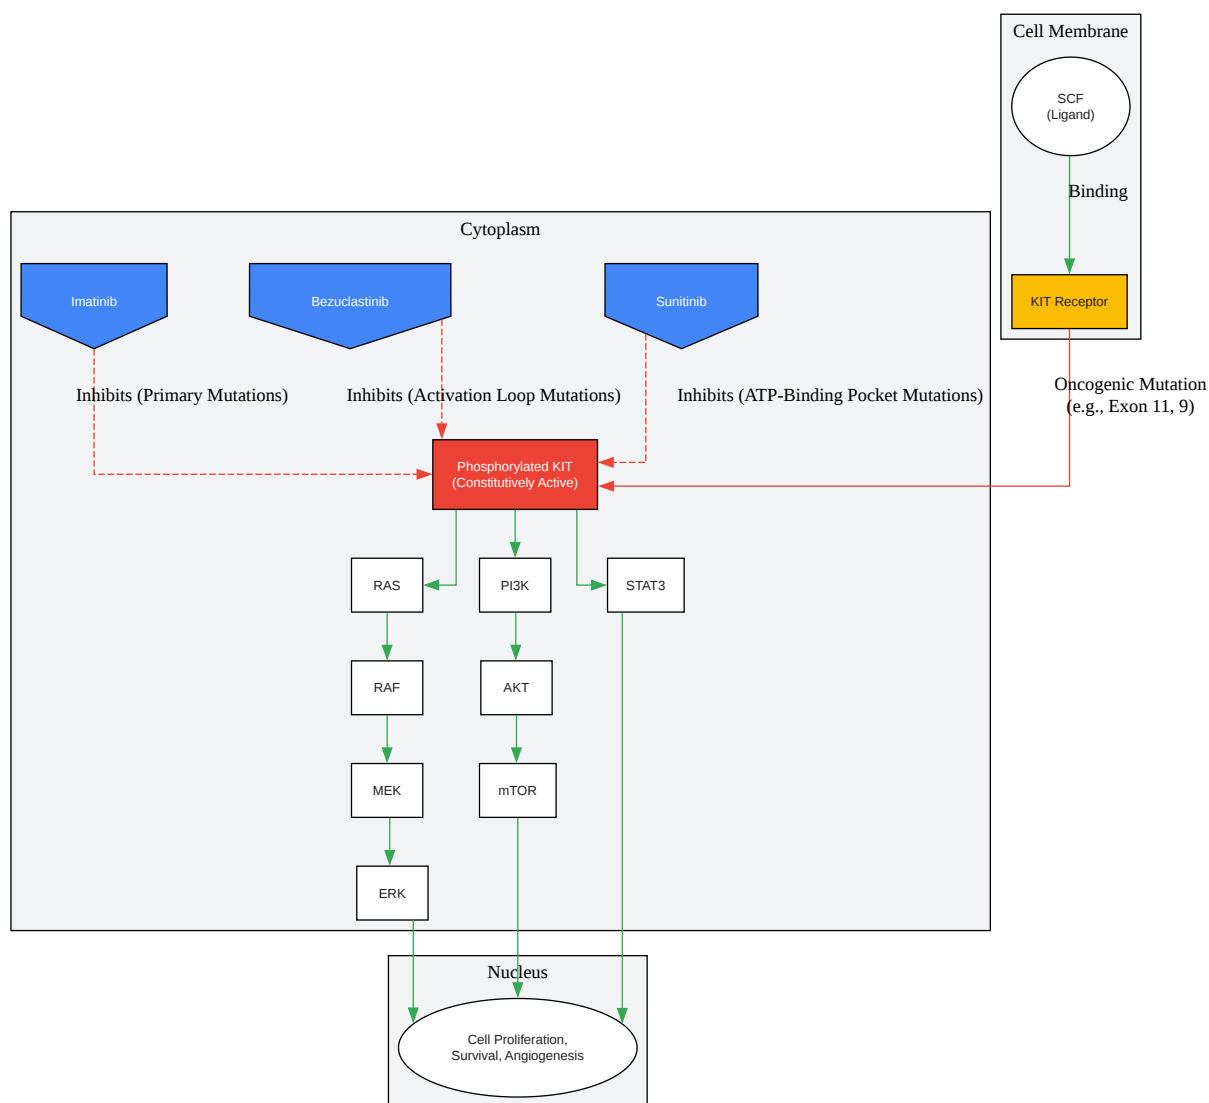 Cell Membrane
SCF
(Ligand)
Binding
KIT Receptor
Oncogenic Mutation
(e.g., Exon 11, 9)
Cytoplasm
Imatinib
Bezuclastinib
Sunitinib
Inhibits (Primary Mutations)
Inhibits (Activation Loop Mutations)
Inhibits (ATP-Binding Pocket Mutations)
Phosphorylated KIT
(Constitutively Active)
RAS
PI3K
STAT3
RAF
AKT
MEK
mTOR
ERK
Nucleus
Cell Proliferation,
Survival, Angiogenesis